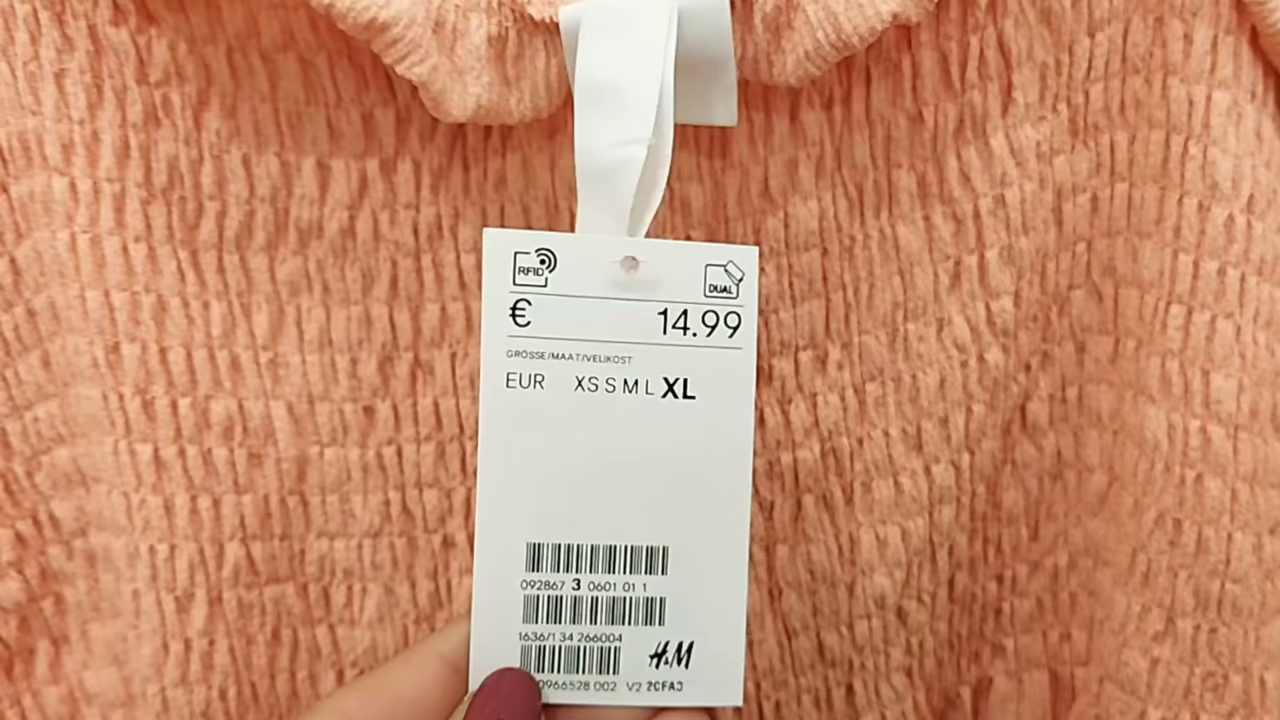 RFID
DUAL
€ 14.99
GRÖSSE/MAAT/VELIKOST
EUR XS S M L XL
092867 3 0601 01 1
1636/1 34 266004
H&M
0966528 002 V2